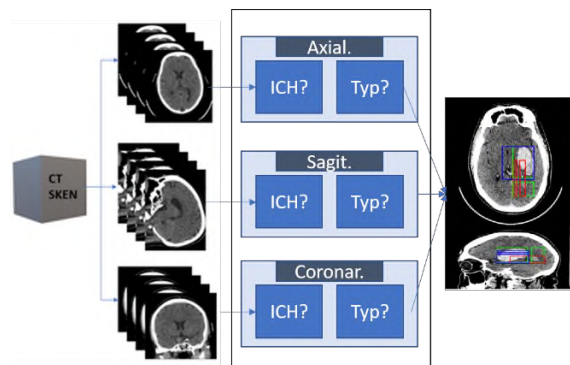 CT
SKEN
Axial.
ICH? Typ?
Sagit.
ICH? Typ?
Coronar.
ICH? Typ?